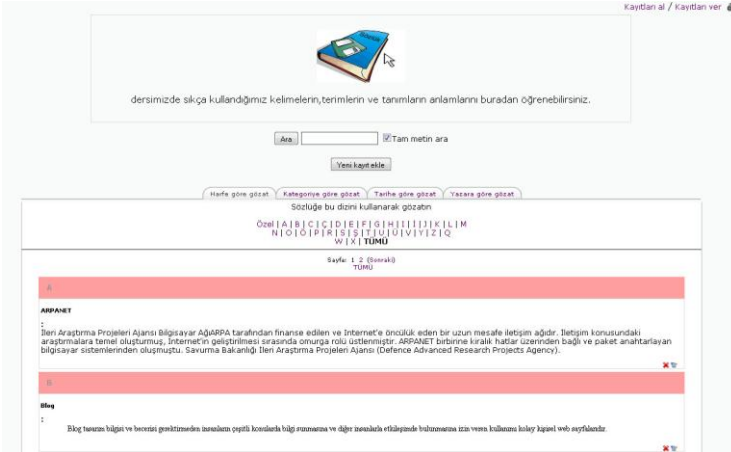 Kayıtları al / Kayıtları ver
dersimizde sıkça kullandığımız kelimelerin,terimlerin ve tanımların anlamlarını buradan öğrenebilirsiniz.
Ara
Tam metin ara
Yeni kayıt ekle
Harfe göre gözat Kategoriye göre gözat Tarihe göre gözat Yazara göre gözat
Sözlüğe bu dizini kullanarak gözatın
Özel | A | B | C | Ç | D | E | F | G | H | I | İ | J | K | L | M
N | O | Ö | P | R | S | Ş | T | U | Ü | V | Y | Z | Q
W | X | TÜMÜ
Sayfa: 1 2 (Sonraki)
TÜMÜ
A
ARPANET
:
İleri Araştırma Projeleri Ajansı Bilgisayar AğıARPA tarafından finanse edilen ve Internet'e öncülük eden bir uzun mesafe iletişim ağıdır. İletişim konusundaki
araştırmalara temel oluşturmuş, İnternet'in geliştirilmesi sırasında omurga rolü üstlenmiştir. ARPANET birbirine kiralık hatlar üzerinden bağlı ve paket anahtarlayan
bilgisayar sistemlerinden oluşmuştu. Savurma Bakanlığı İleri Araştırma Projeleri Ajansı (Defence Advanced Research Projects Agency).
B
Blog
:
Blog tasarım bilgisi ve becerisi gerektirmeden insanların çeşitli konularda bilgi sunmasına ve diğer insanlarla etkileşimde bulunmasına izin veren kullanımı kolay kişisel web sayfalarıdır.